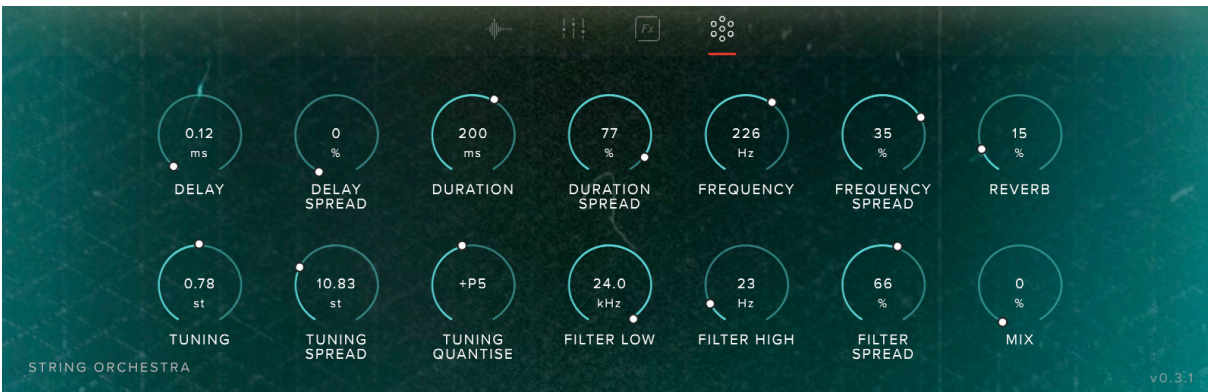 Fx
0.12
ms
DELAY
0
%
DELAY
SPREAD
200
ms
DURATION
77
%
DURATION
SPREAD
226
Hz
FREQUENCY
35
%
FREQUENCY
SPREAD
15
%
REVERB
0.78
st
TUNING
10.83
st
TUNING
SPREAD
+P5
TUNING
QUANTISE
24.0
kHz
FILTER LOW
23
Hz
FILTER HIGH
66
%
FILTER
SPREAD
0
%
MIX
STRING ORCHESTRA
v0.3.1